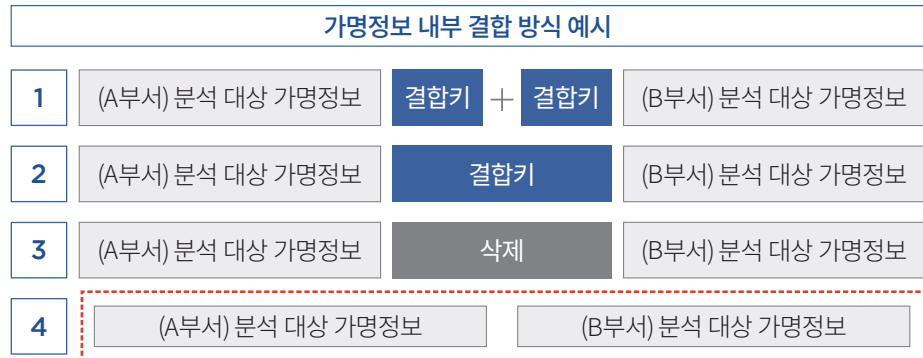 가명정보 내부 결합 방식 예시
1 (A부서) 분석 대상 가명정보 결합키 + 결합키 (B부서) 분석 대상 가명정보
2 (A부서) 분석 대상 가명정보 결합키 (B부서) 분석 대상 가명정보
3 (A부서) 분석 대상 가명정보 삭제 (B부서) 분석 대상 가명정보
4 (A부서) 분석 대상 가명정보 (B부서) 분석 대상 가명정보